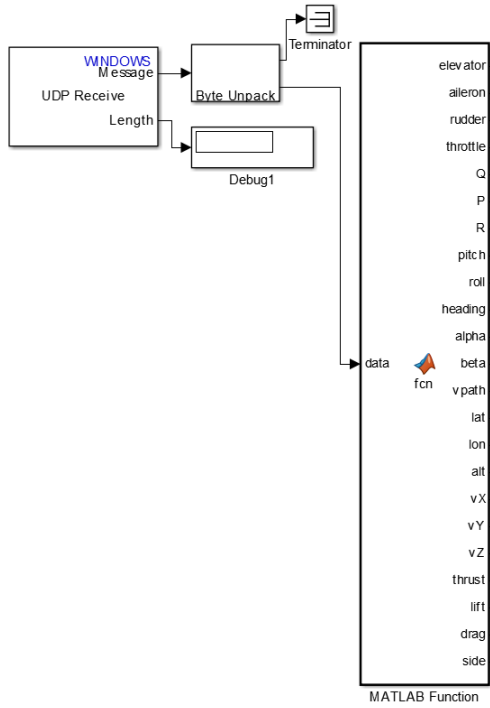 WINDOWS
Message
UDP Receive
Length
Byte Unpack
Terminator
Debug1
data
fcn
elevator
aileron
rudder
throttle
Q
P
R
pitch
roll
heading
alpha
beta
vpath
lat
lon
alt
vX
vY
vZ
thrust
lift
drag
side
MATLAB Function